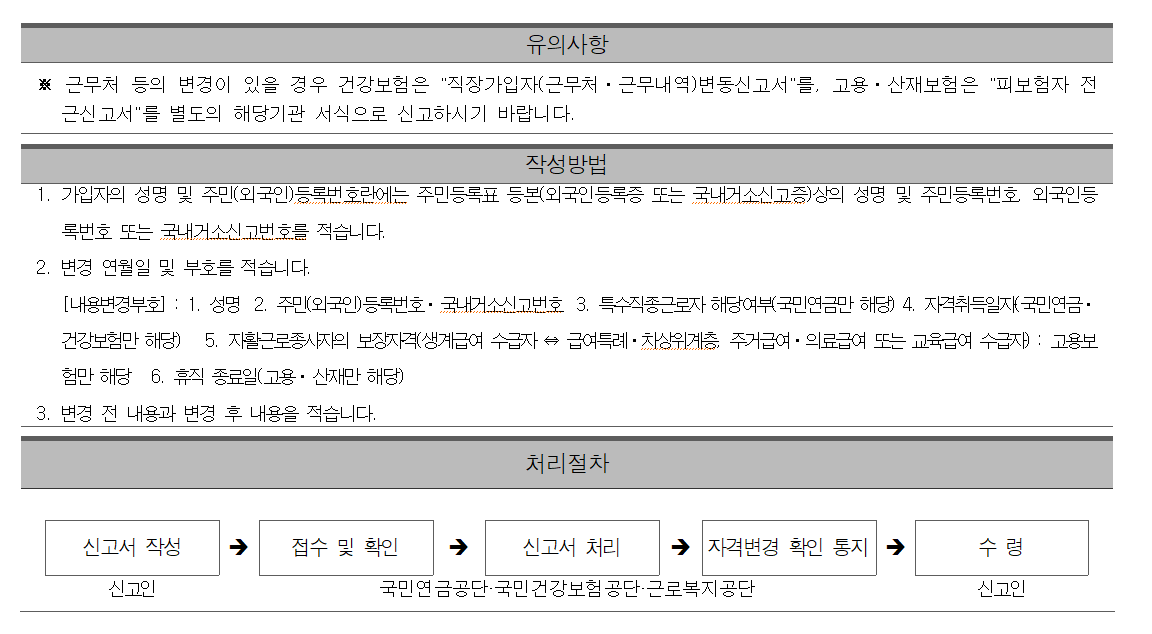 유의사항
※ 근무처 등의 변경이 있을 경우 건강보험은 "직장가입자(근무처·근무내역)변동신고서"를, 고용·산재보험은 "피보험자 전
근신고서"를 별도의 해당기관 서식으로 신고하시기 바랍니다.
작성방법
1. 가입자의 성명 및 주민(외국인)등록번호란에는 주민등록표 등본(외국인등록증 또는 국내거소신고증)상의 성명 및 주민등록번호, 외국인등
록번호 또는 국내거소신고번호를 적습니다.
2. 변경 연월일 및 부호를 적습니다.
[내용변경부호] : 1. 성명 2. 주민(외국인)등록번호·국내거소신고번호 3. 특수직종근로자 해당여부(국민연금만 해당) 4. 자격취득일자(국민연금·
건강보험만 해당) 5. 자활근로종사자의 보장자격(생계급여 수급자 ⇔ 급여특례·차상위계층, 주거급여·의료급여 또는 교육급여 수급자) : 고용보
험만 해당 6. 휴직 종료일(고용·산재만 해당)
3. 변경 전 내용과 변경 후 내용을 적습니다.
처리절차
신고서 작성 ➔ 접수 및 확인 ➔ 신고서 처리 ➔ 자격변경 확인 통지 ➔ 수 령
신고인 국민연금공단·국민건강보험공단·근로복지공단 신고인